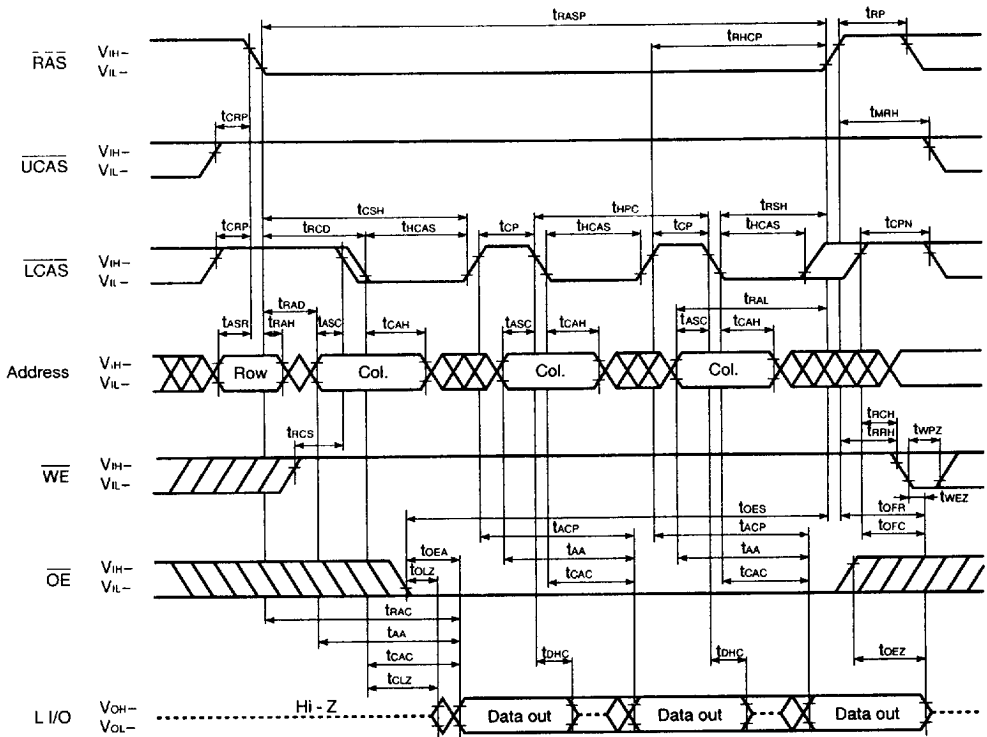 tRASP tRP
tRHCP
RAS VIH–
VIL–
tCRP tMRH
UCAS VIH–
VIL–
tCSH tHPC tRSH
tCRP tRCD tHCAS tCP tHCAS tCP tHCAS tCPN
LCAS VIH–
VIL–
tRAD tRAL
tASR tRAH tASC tCAH tASC tCAH tASC tCAH
Address VIH–
VIL–
Row Col. Col. Col.
tRCH
tRCS tRRH tWPZ
WE VIH–
VIL–
tWEZ
tOES tOFR
tACP tACP tOFC
tOEA tAA tAA
OE VIH–
VIL–
tOLZ tCAC tCAC
tRAC
tAA
tCAC tDHC tDHC tOEZ
tCLZ
L I/O VOH–
VOL–
Hi - Z Data out Data out Data out